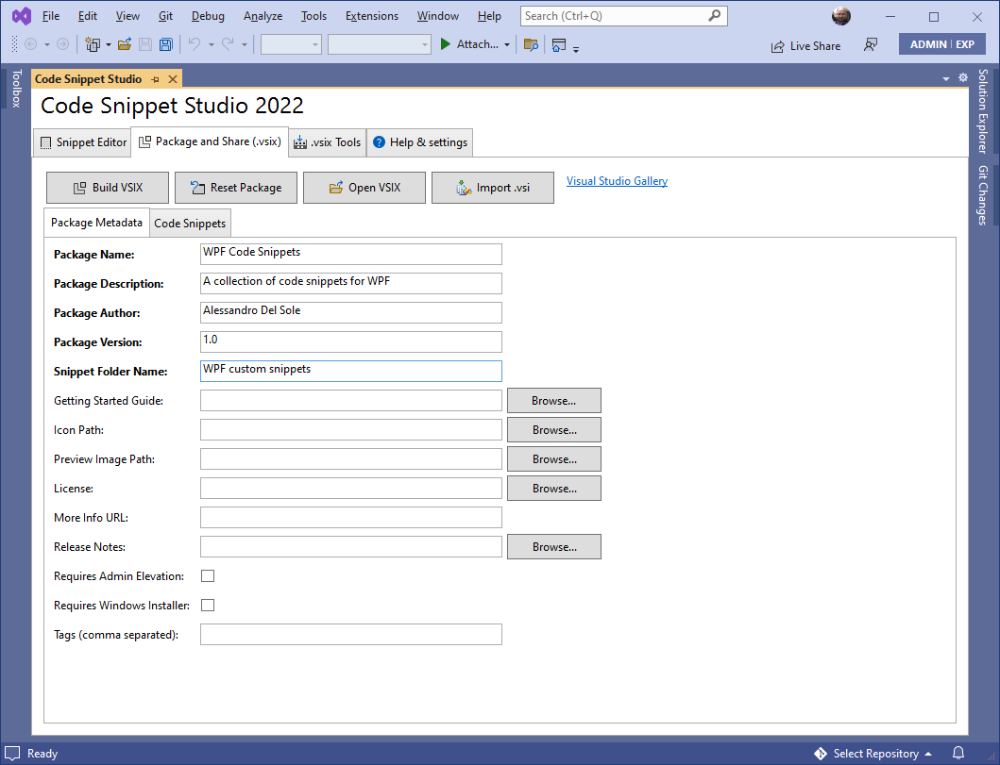 File Edit View Git Debug Analyze Tools Extensions Window Help Search (Ctrl+Q)
Attach... Live Share ADMIN EXP
Toolbox
Code Snippet Studio
Solution Explorer
Git Changes
Code Snippet Studio 2022
Snippet Editor Package and Share (.vsix) .vsix Tools Help & settings
Build VSIX Reset Package Open VSIX Import .vsi Visual Studio Gallery
Package Metadata Code Snippets
Package Name: WPF Code Snippets
Package Description: A collection of code snippets for WPF
Package Author: Alessandro Del Sole
Package Version: 1.0
Snippet Folder Name: WPF custom snippets
Getting Started Guide: Browse...
Icon Path: Browse...
Preview Image Path: Browse...
License: Browse...
More Info URL:
Release Notes: Browse...
Requires Admin Elevation:
Requires Windows Installer:
Tags (comma separated):
Ready Select Repository